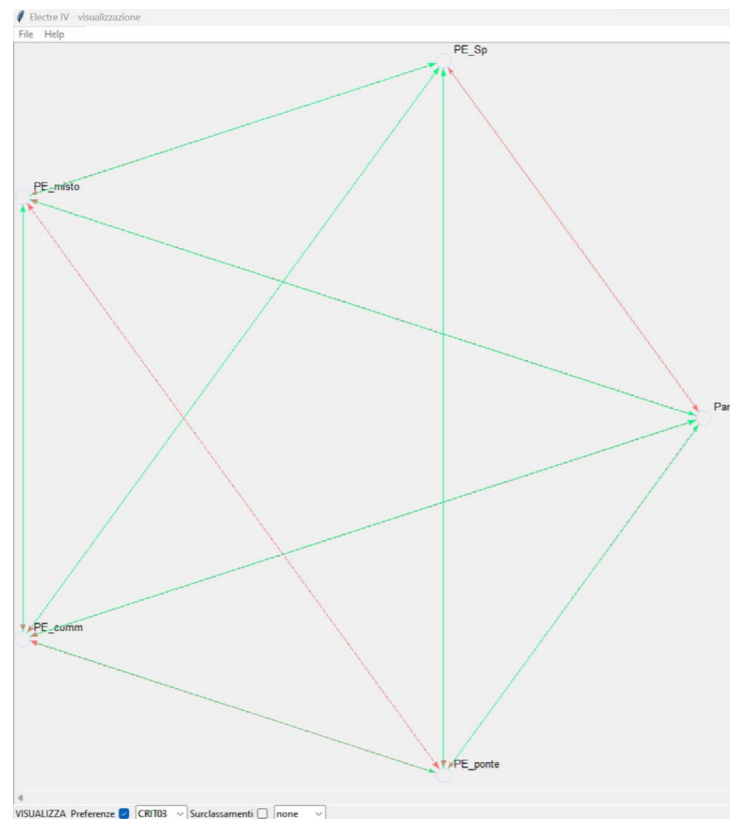 Electre IV - visualizzazione
File Help
PE_Sp
PE_misto
Par
PE_comm
PE_ponte
VISUALIZZA Preferenze CRIT03 Surclassamenti none